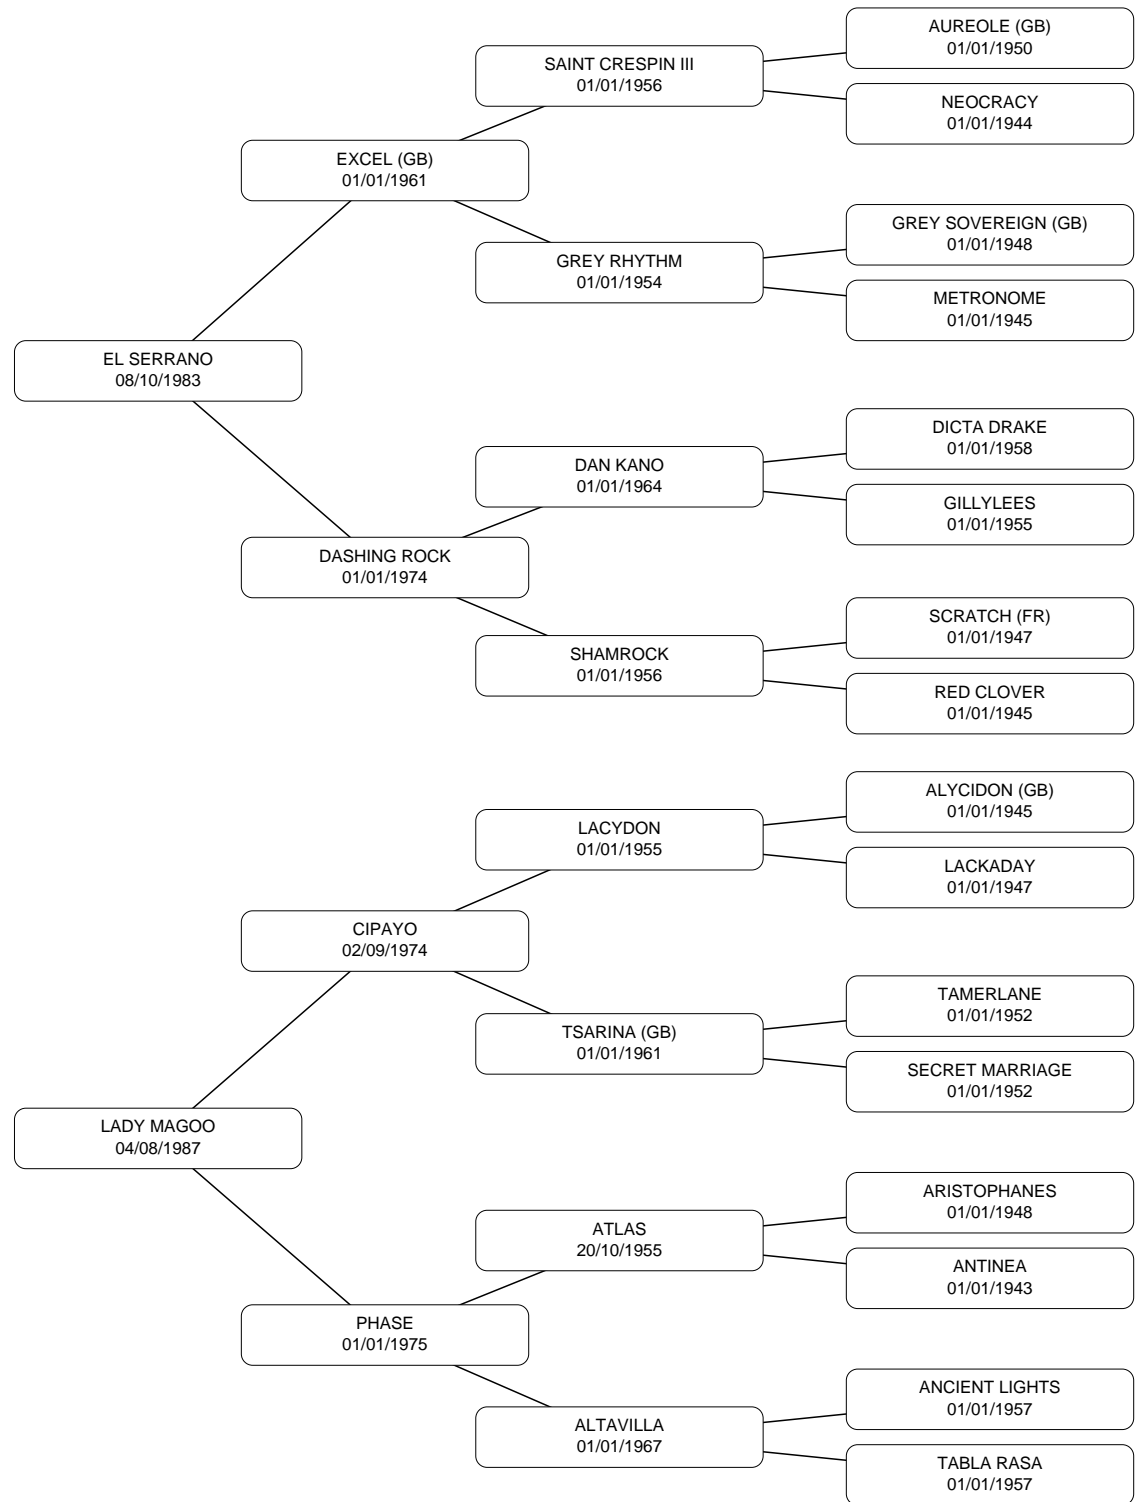 AUREOLE (GB)
01/01/1950
SAINT CRESPIN III
01/01/1956
NEOCRACY
01/01/1944
EXCEL (GB)
01/01/1961
GREY SOVEREIGN (GB)
01/01/1948
GREY RHYTHM
01/01/1954
METRONOME
01/01/1945
EL SERRANO
08/10/1983
DICTA DRAKE
01/01/1958
DAN KANO
01/01/1964
GILLYLEES
01/01/1955
DASHING ROCK
01/01/1974
SCRATCH (FR)
01/01/1947
SHAMROCK
01/01/1956
RED CLOVER
01/01/1945
ALYCIDON (GB)
01/01/1945
LACYDON
01/01/1955
LACKADAY
01/01/1947
CIPAYO
02/09/1974
TAMERLANE
01/01/1952
TSARINA (GB)
01/01/1961
SECRET MARRIAGE
01/01/1952
LADY MAGOO
04/08/1987
ARISTOPHANES
01/01/1948
ATLAS
20/10/1955
ANTINEA
01/01/1943
PHASE
01/01/1975
ANCIENT LIGHTS
01/01/1957
ALTAVILLA
01/01/1967
TABLA RASA
01/01/1957